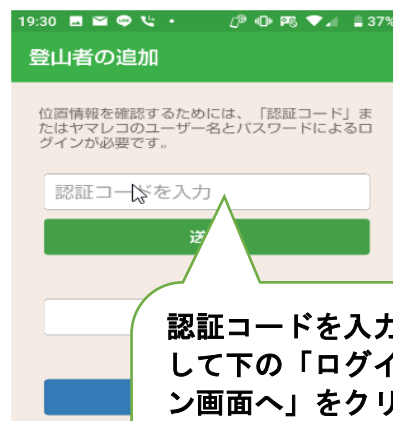 19:30
37%
登山者の追加
位置情報を確認するためには、「認証コード」ま
たはヤマレコのユーザー名とパスワードによるロ
グインが必要です。
認証コードを入力
送
認証コードを入力
して下の「ログイ
ン画面へ」をクリ